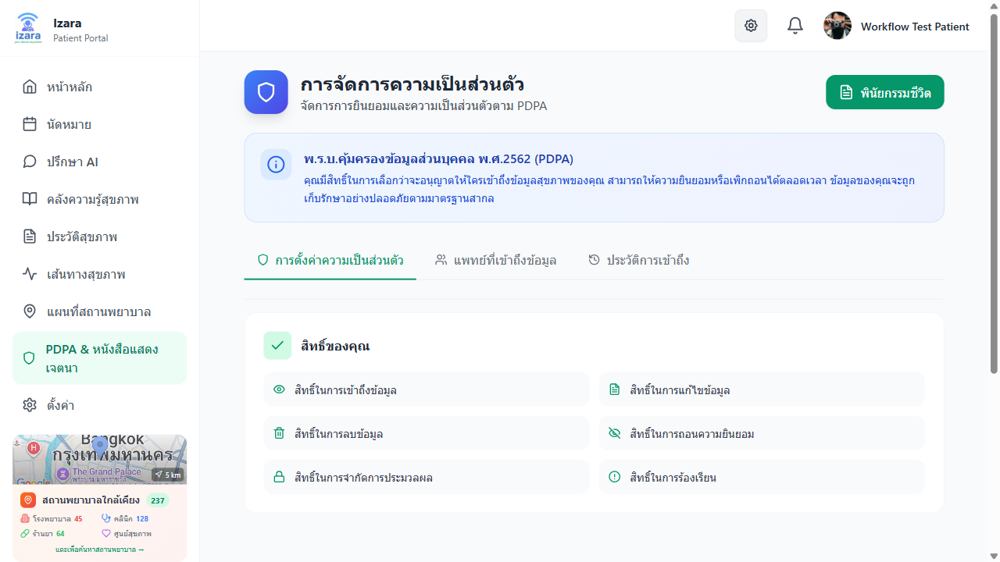 izara
Izara
Patient Portal
Workflow Test Patient
หน้าหลัก
นัดหมาย
ปรึกษา AI
คลังความรู้สุขภาพ
ประวัติสุขภาพ
เส้นทางสุขภาพ
แผนที่สถานพยาบาล
PDPA & หนังสือแสดง
เจตนา
ตั้งค่า
Bangkok
กรุงเทพมหานคร
The Grand Palace
Google
5 km
สถานพยาบาลใกล้เคียง 237
โรงพยาบาล 45
คลินิก 128
ร้านยา 64
ศูนย์สุขภาพ
แตะเพื่อค้นหาสถานพยาบาล →
การจัดการความเป็นส่วนตัว
จัดการการยินยอมและความเป็นส่วนตัวตาม PDPA
พินัยกรรมชีวิต
พ.ร.บ.คุ้มครองข้อมูลส่วนบุคคล พ.ศ.2562 (PDPA)
คุณมีสิทธิ์ในการเลือกว่าจะอนุญาตให้ใครเข้าถึงข้อมูลสุขภาพของคุณ สามารถให้ความยินยอมหรือเพิกถอนได้ตลอดเวลา ข้อมูลของคุณจะถูก
เก็บรักษาอย่างปลอดภัยตามมาตรฐานสากล
การตั้งค่าความเป็นส่วนตัว
แพทย์ที่เข้าถึงข้อมูล
ประวัติการเข้าถึง
สิทธิ์ของคุณ
สิทธิ์ในการเข้าถึงข้อมูล
สิทธิ์ในการแก้ไขข้อมูล
สิทธิ์ในการลบข้อมูล
สิทธิ์ในการถอนความยินยอม
สิทธิ์ในการจำกัดการประมวลผล
สิทธิ์ในการร้องเรียน